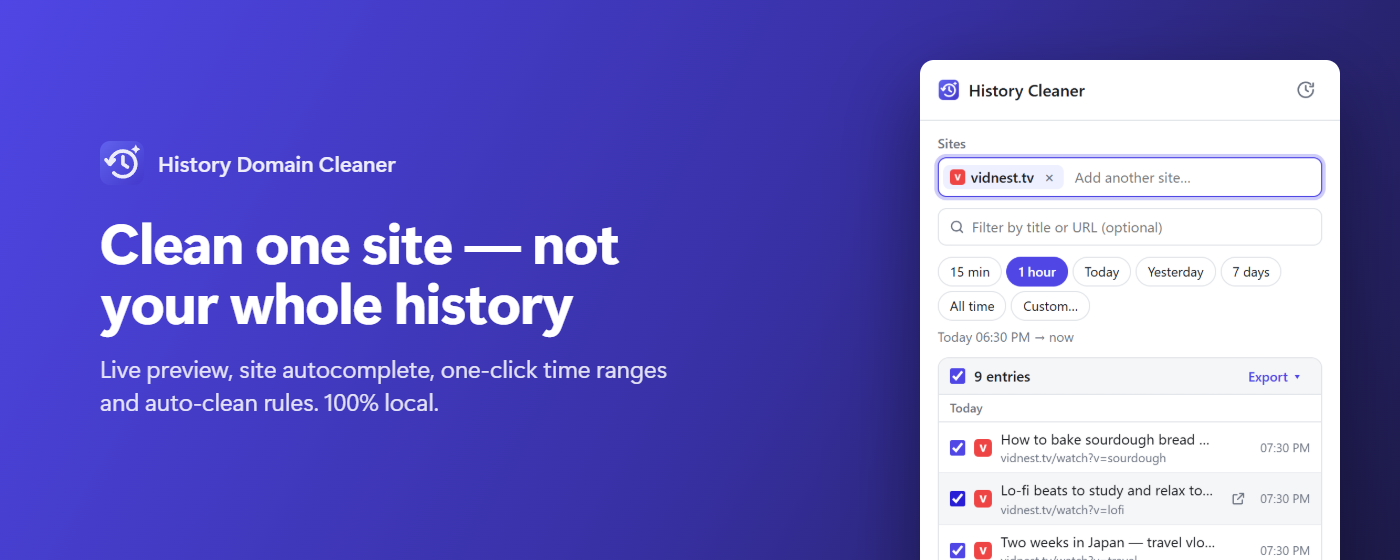 History Domain Cleaner
Clean one site — not
your whole history
Live preview, site autocomplete, one-click time ranges
and auto-clean rules. 100% local.
History Cleaner
Sites
V vidnest.tv × Add another site...
Filter by title or URL (optional)
15 min 1 hour Today Yesterday 7 days
All time Custom...
Today 06:30 PM → now
9 entries Export ▾
Today
V How to bake sourdough bread ... 07:30 PM
vidnest.tv/watch?v=sourdough
V Lo-fi beats to study and relax to... 07:30 PM
vidnest.tv/watch?v=lofi
V Two weeks in Japan — travel vlo... 07:30 PM